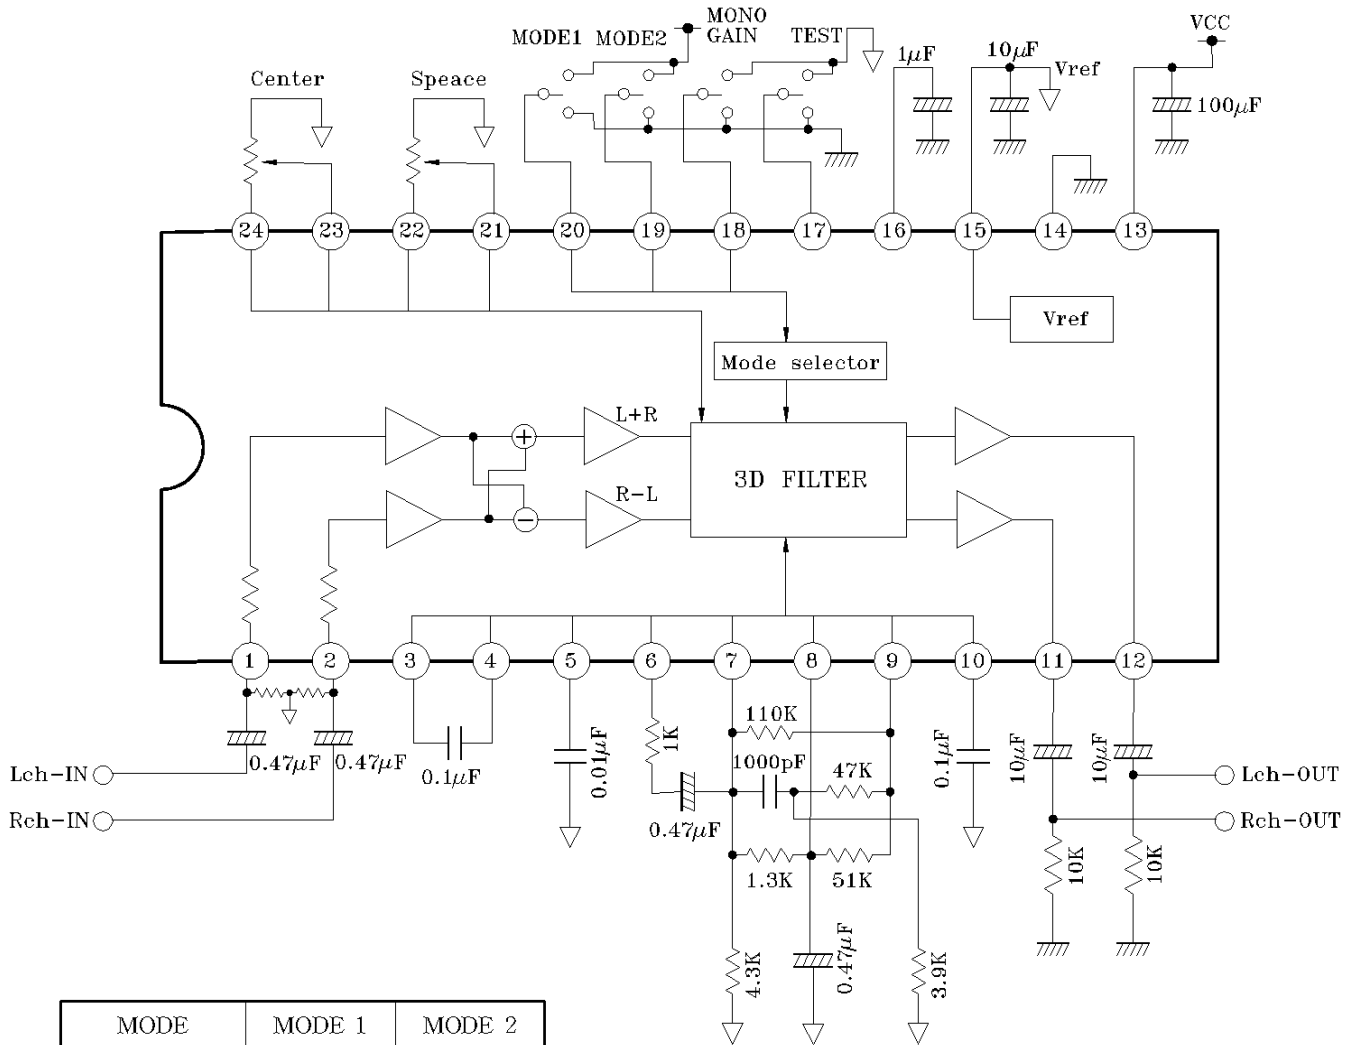 MONO
MODE1 MODE2 GAIN TEST
VCC
Center
Speace
1µF
10µF
Vref
100µF
24 23 22 21 20 19 18 17 16 15 14 13
Vref
Mode selector
L+R
+
3D FILTER
R-L
−
1 2 3 4 5 6 7 8 9 10 11 12
110K
1K
0.01µF
1000pF
47K
0.1µF
10µF
10µF
0.47µF
0.47µF
0.1µF
Lch-IN
Lch-OUT
Rch-IN
0.47µF
Rch-OUT
1.3K
51K
10K
10K
4.3K
0.47µF
3.9K
MODE MODE 1 MODE 2